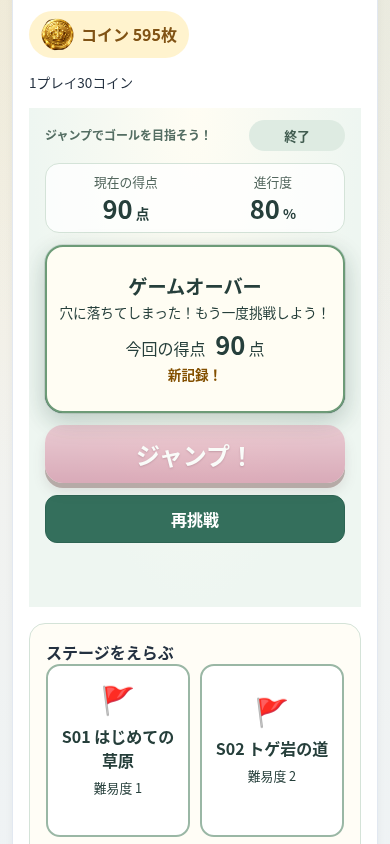 コイン 595枚
1プレイ30コイン
ジャンプでゴールを目指そう！
終了
現在の得点
進行度
90 点
80 %
ゲームオーバー
穴に落ちてしまった！もう一度挑戦しよう！
今回の得点 90 点
新記録！
ジャンプ！
再挑戦
ステージをえらぶ
S01 はじめての
草原
難易度 1
S02 トゲ岩の道
難易度 2